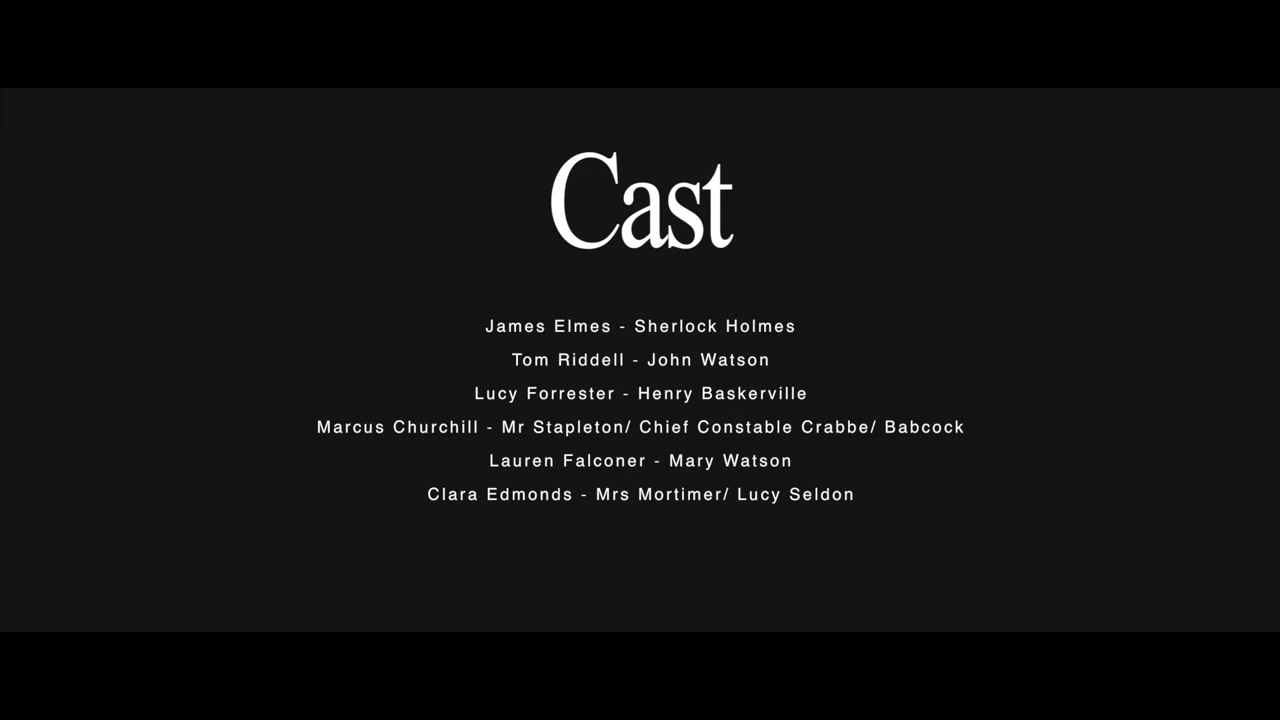 Cast
James Elmes - Sherlock Holmes
Tom Riddell - John Watson
Lucy Forrester - Henry Baskerville
Marcus Churchill - Mr Stapleton/ Chief Constable Crabbe/ Babcock
Lauren Falconer - Mary Watson
Clara Edmonds - Mrs Mortimer/ Lucy Seldon